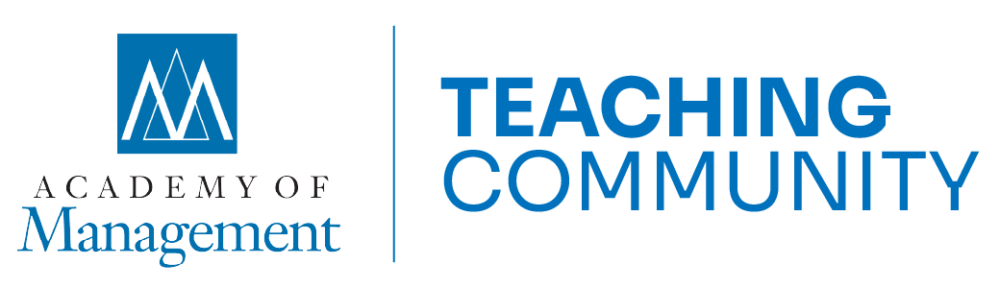 ACADEMY OF
Management
TEACHING
COMMUNITY